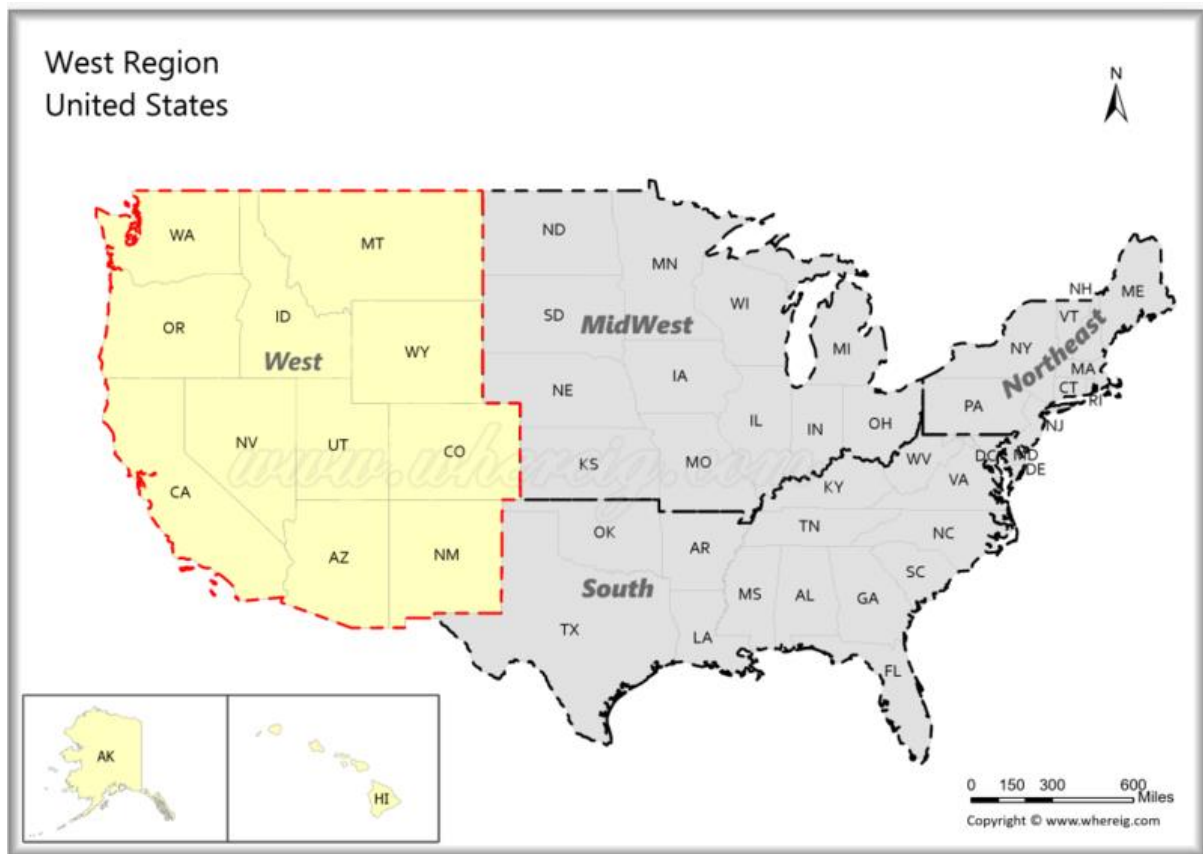 West Region
United States
N
WA
MT
ND
MN
ME
NH
VT
OR
ID
SD
WI
NY
MidWest
Northeast
West
WY
MI
MA
IA
CT
RI
NE
PA
NJ
IL
IN
OH
NV
UT
CO
www.whereig.com
KS
MO
WV
DC
MD
DE
VA
CA
KY
TN
NC
OK
AR
AZ
NM
SC
South
MS
AL
GA
TX
LA
FL
AK
HI
0 150 300 600
Miles
Copyright © www.whereig.com